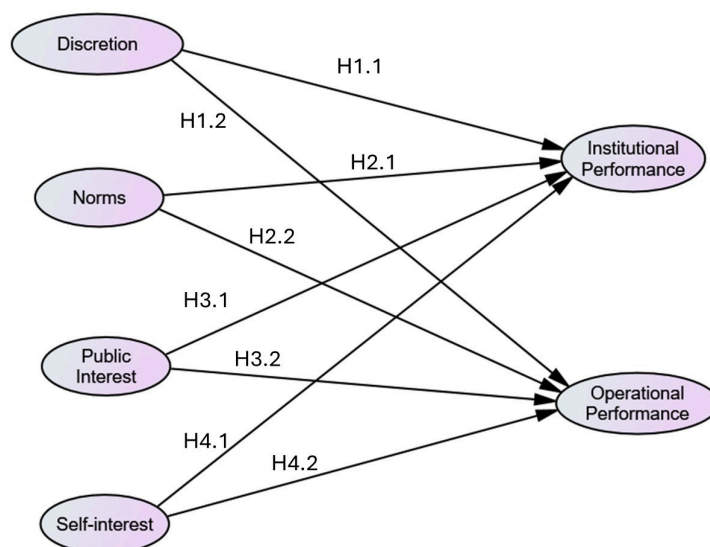 Discretion
H1.1
H1.2
Institutional
Performance
H2.1
Norms
H2.2
H3.1
Public
Interest
H3.2
Operational
Performance
H4.1
H4.2
Self-interest